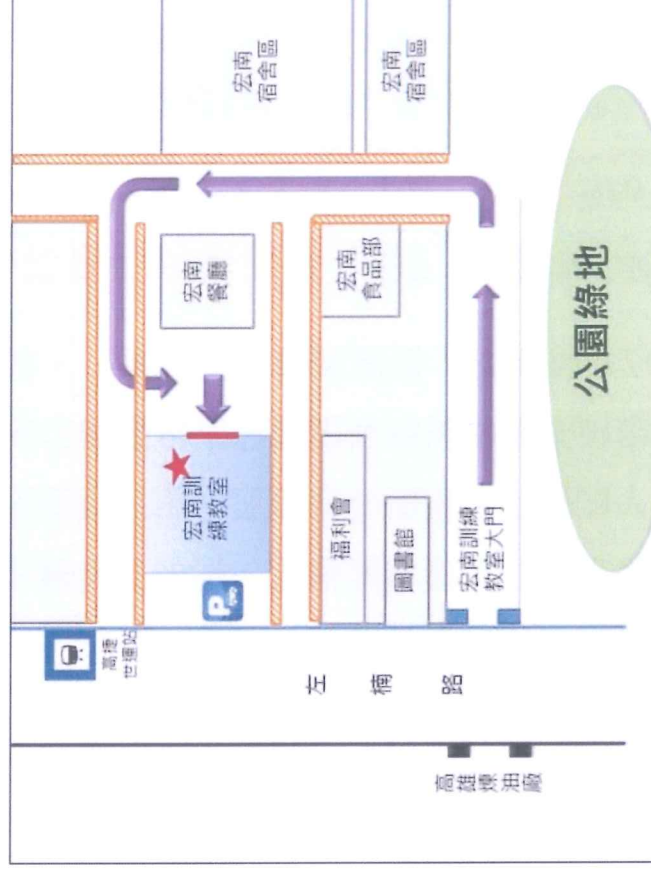 宏南
宿舍區
宏南
宿舍區
宏南
餐廳
宏南
食品部
公園綠地
宏南訓
練教室
福利會
圖書館
宏南訓練
教室大門
P
高捷
世運站
左楠路
高雄煉油廠